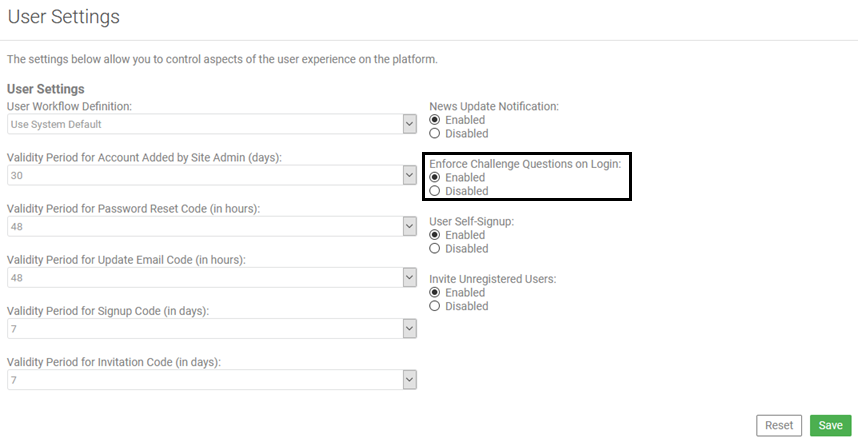 User Settings
The settings below allow you to control aspects of the user experience on the platform.
User Settings
User Workflow Definition:
Use System Default
Validity Period for Account Added by Site Admin (days):
30
Validity Period for Password Reset Code (in hours):
48
Validity Period for Update Email Code (in hours):
48
Validity Period for Signup Code (in days):
7
Validity Period for Invitation Code (in days):
7
News Update Notification:
Enabled
Disabled
Enforce Challenge Questions on Login:
Enabled
Disabled
User Self-Signup:
Enabled
Disabled
Invite Unregistered Users:
Enabled
Disabled
Reset
Save